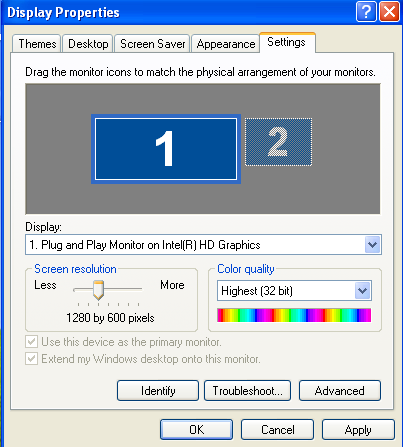 Display Properties
Themes Desktop Screen Saver Appearance Settings
Drag the monitor icons to match the physical arrangement of your monitors.
1 2
Display:
1. Plug and Play Monitor on Intel(R) HD Graphics
Screen resolution Color quality
Less More Highest (32 bit)
1280 by 600 pixels
Use this device as the primary monitor.
Extend my Windows desktop onto this monitor.
Identify Troubleshoot... Advanced
OK Cancel Apply